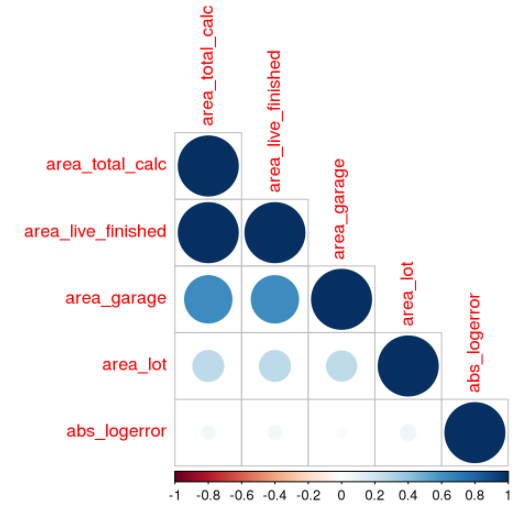 area_total_calc
area_live_finished
area_garage
area_lot
abs_logerror
area_total_calc
area_live_finished
area_garage
area_lot
abs_logerror
-1 -0.8 -0.6 -0.4 -0.2 0 0.2 0.4 0.6 0.8 1